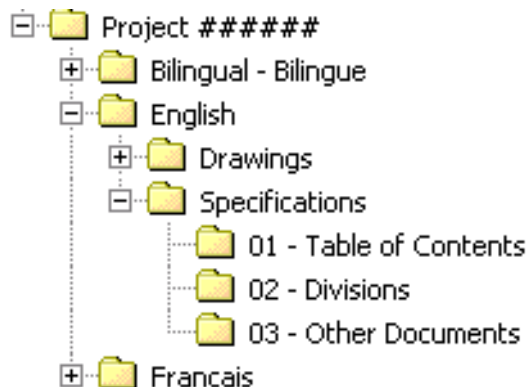 Project ######
Bilingual - Bilingue
English
Drawings
Specifications
01 - Table of Contents
02 - Divisions
03 - Other Documents
Francais